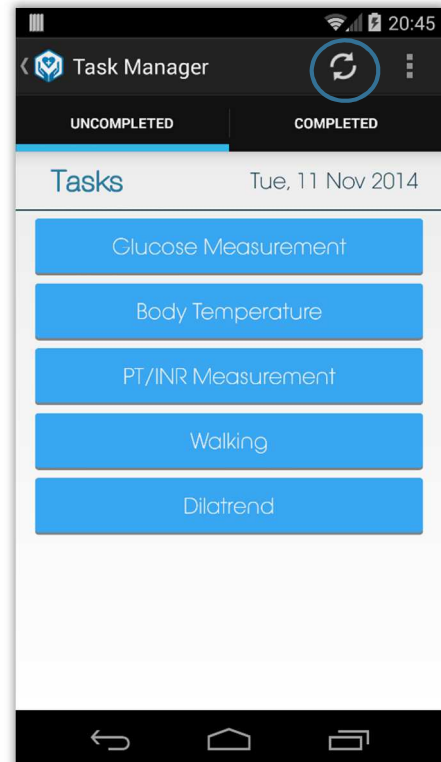 20:45
Task Manager
UNCOMPLETED COMPLETED
Tasks Tue, 11 Nov 2014
Glucose Measurement
Body Temperature
PT/INR Measurement
Walking
Dilatrend